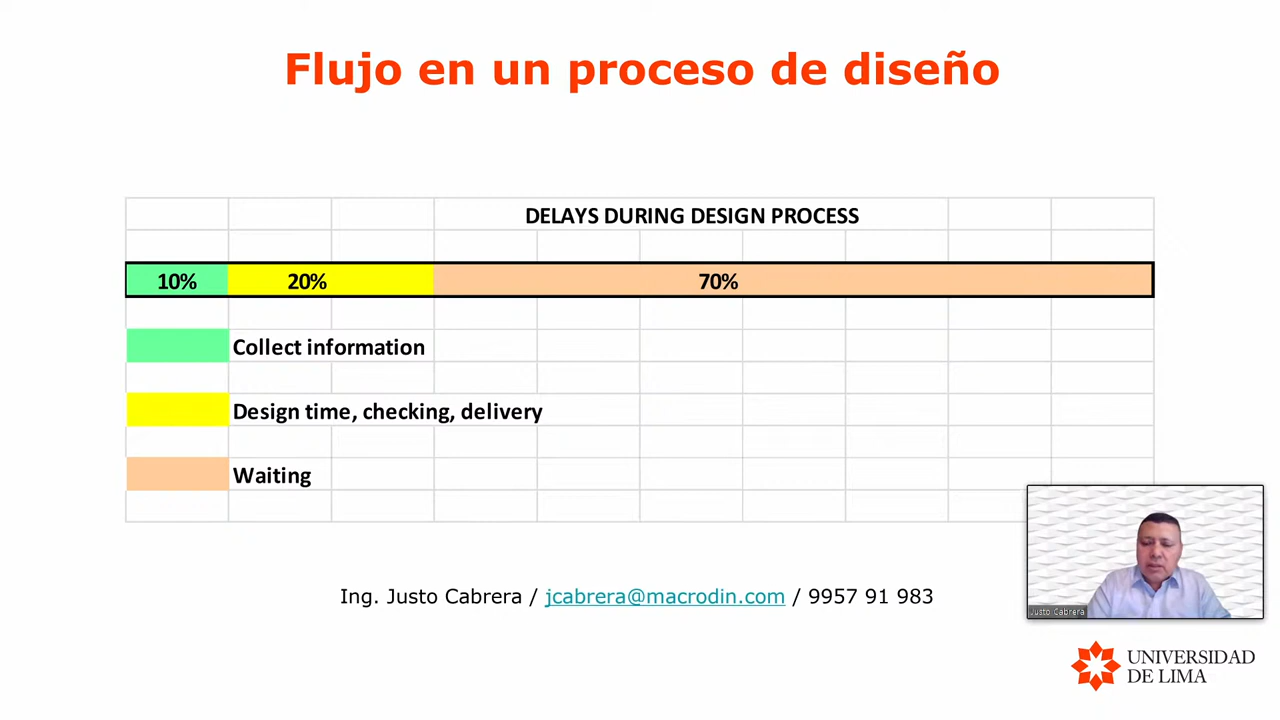 Flujo en un proceso de diseño
DELAYS DURING DESIGN PROCESS
10% 20% 70%
Collect information
Design time, checking, delivery
Waiting
Ing. Justo Cabrera / jcabrera@macrodin.com / 9957 91 983
Justo Cabrera
UNIVERSIDAD
DE LIMA